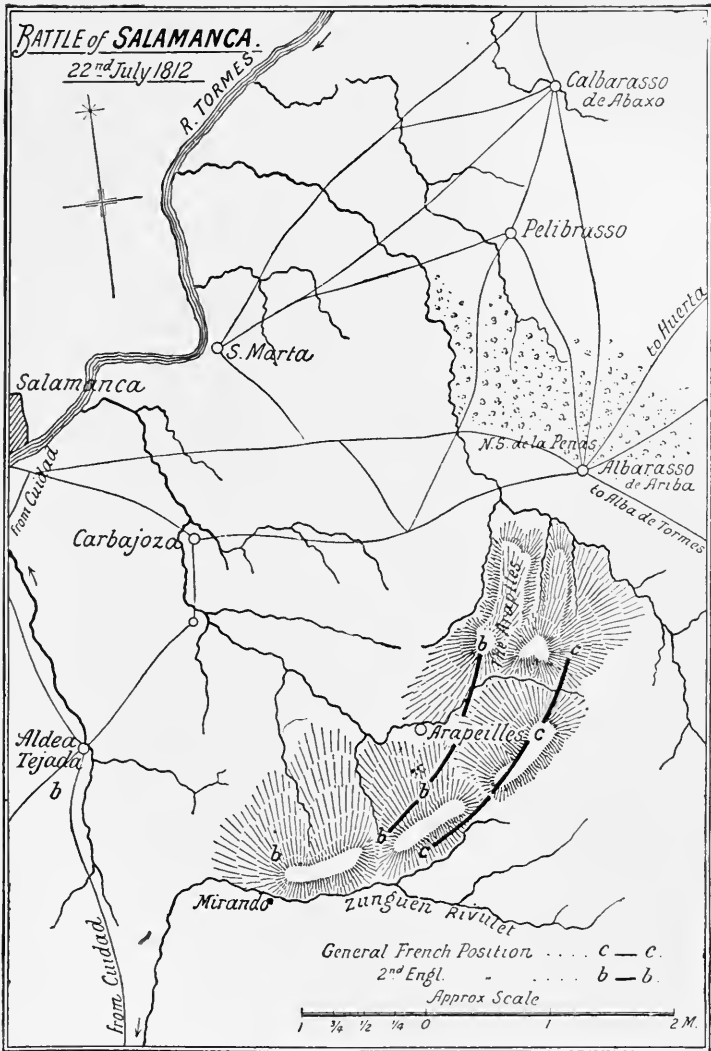 BATTLE of SALAMANCA.
22nd July 1812
R. TORMES
Calbarasso
de Abaxo
Pelibrasso
to Huerta
S. Marta
Salamanca
N.S. de la Penas
Albarasso
de Ariba
from Cuidad
to Alba de Tormes
Carbajoza
The Arapiles
b
c
c
Arapeilles
Aldea
Tejada
b
b
b
b
c
Mirando
Zunguen Rivulet
from Cuidad
General French Position .... c — c.
2nd Engl. " .... b — b.
Approx Scale
1 ¾ ½ ¼ 0 1 2 M.